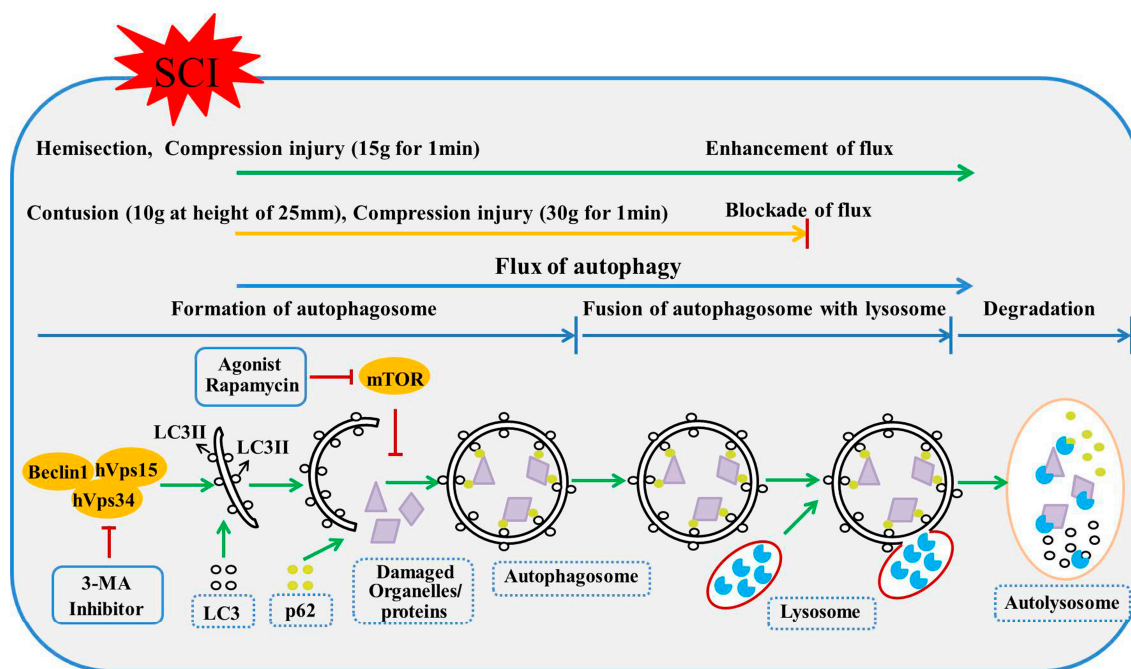 SCI
Hemisection, Compression injury (15g for 1min)
Enhancement of flux
Contusion (10g at height of 25mm), Compression injury (30g for 1min)
Blockade of flux
Flux of autophagy
Formation of autophagosome
Fusion of autophagosome with lysosome
Degradation
Agonist
Rapamycin
mTOR
LC3II
LC3II
Beclin1
hVps15
hVps34
3-MA
Inhibitor
LC3
p62
Damaged
Organelles/
proteins
Autophagosome
Lysosome
Autolysosome